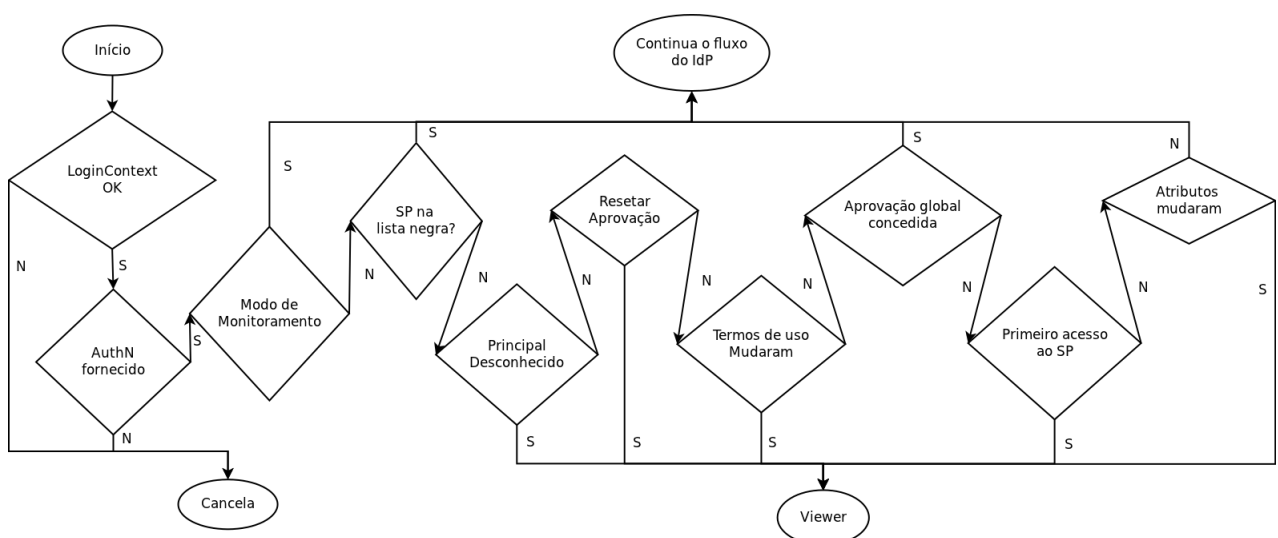 Início
Continua o fluxo
do IdP
LoginContext
OK
N
S
AuthN
fornecido
N
S
Cancela
Modo de
Monitoramento
S
N
SP na
lista negra?
S
N
Principal
Desconhecido
S
N
Resetar
Aprovação
S
N
Termos de uso
Mudaram
S
N
Aprovação global
concedida
S
N
Primeiro acesso
ao SP
S
N
Atributos
mudaram
N
S
Viewer